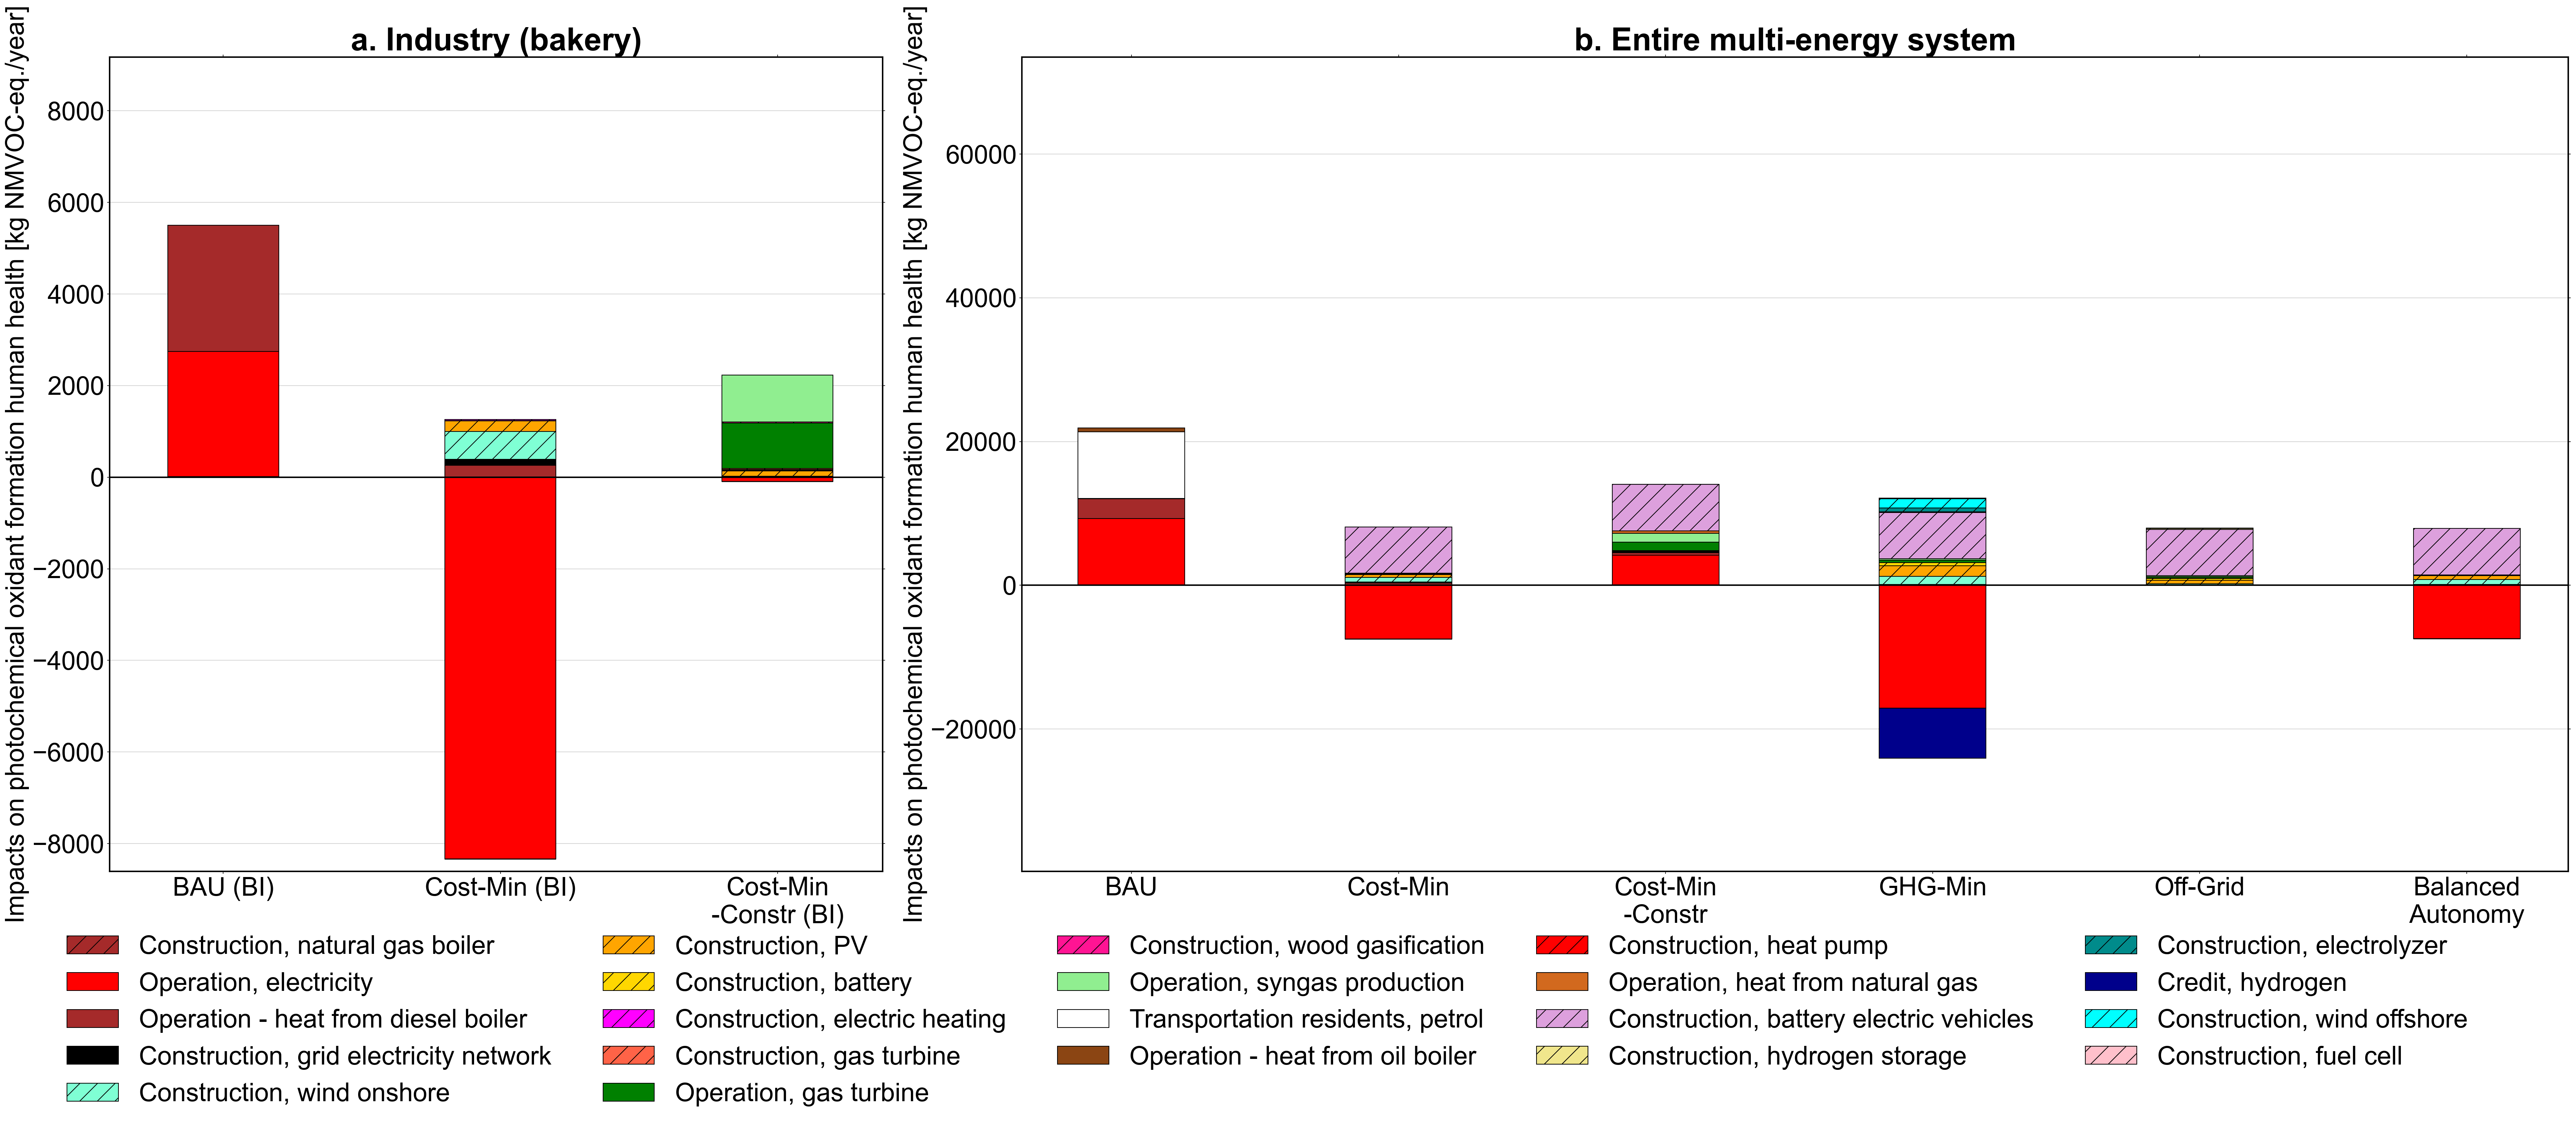 a. Industry (bakery)
Impacts on photochemical oxidant formation human health [kg NMVOC-eq./year]
8000
6000
4000
2000
0
−2000
−4000
−6000
−8000
BAU (BI)
Cost-Min (BI)
Cost-Min
-Constr (BI)
b. Entire multi-energy system
Impacts on photochemical oxidant formation human health [kg NMVOC-eq./year]
60000
40000
20000
0
−20000
BAU
Cost-Min
Cost-Min
-Constr
GHG-Min
Off-Grid
Balanced
Autonomy
Construction, natural gas boiler
Operation, electricity
Operation - heat from diesel boiler
Construction, grid electricity network
Construction, wind onshore
Construction, PV
Construction, battery
Construction, electric heating
Construction, gas turbine
Operation, gas turbine
Construction, wood gasification
Operation, syngas production
Transportation residents, petrol
Operation - heat from oil boiler
Construction, heat pump
Operation, heat from natural gas
Construction, battery electric vehicles
Construction, hydrogen storage
Construction, electrolyzer
Credit, hydrogen
Construction, wind offshore
Construction, fuel cell